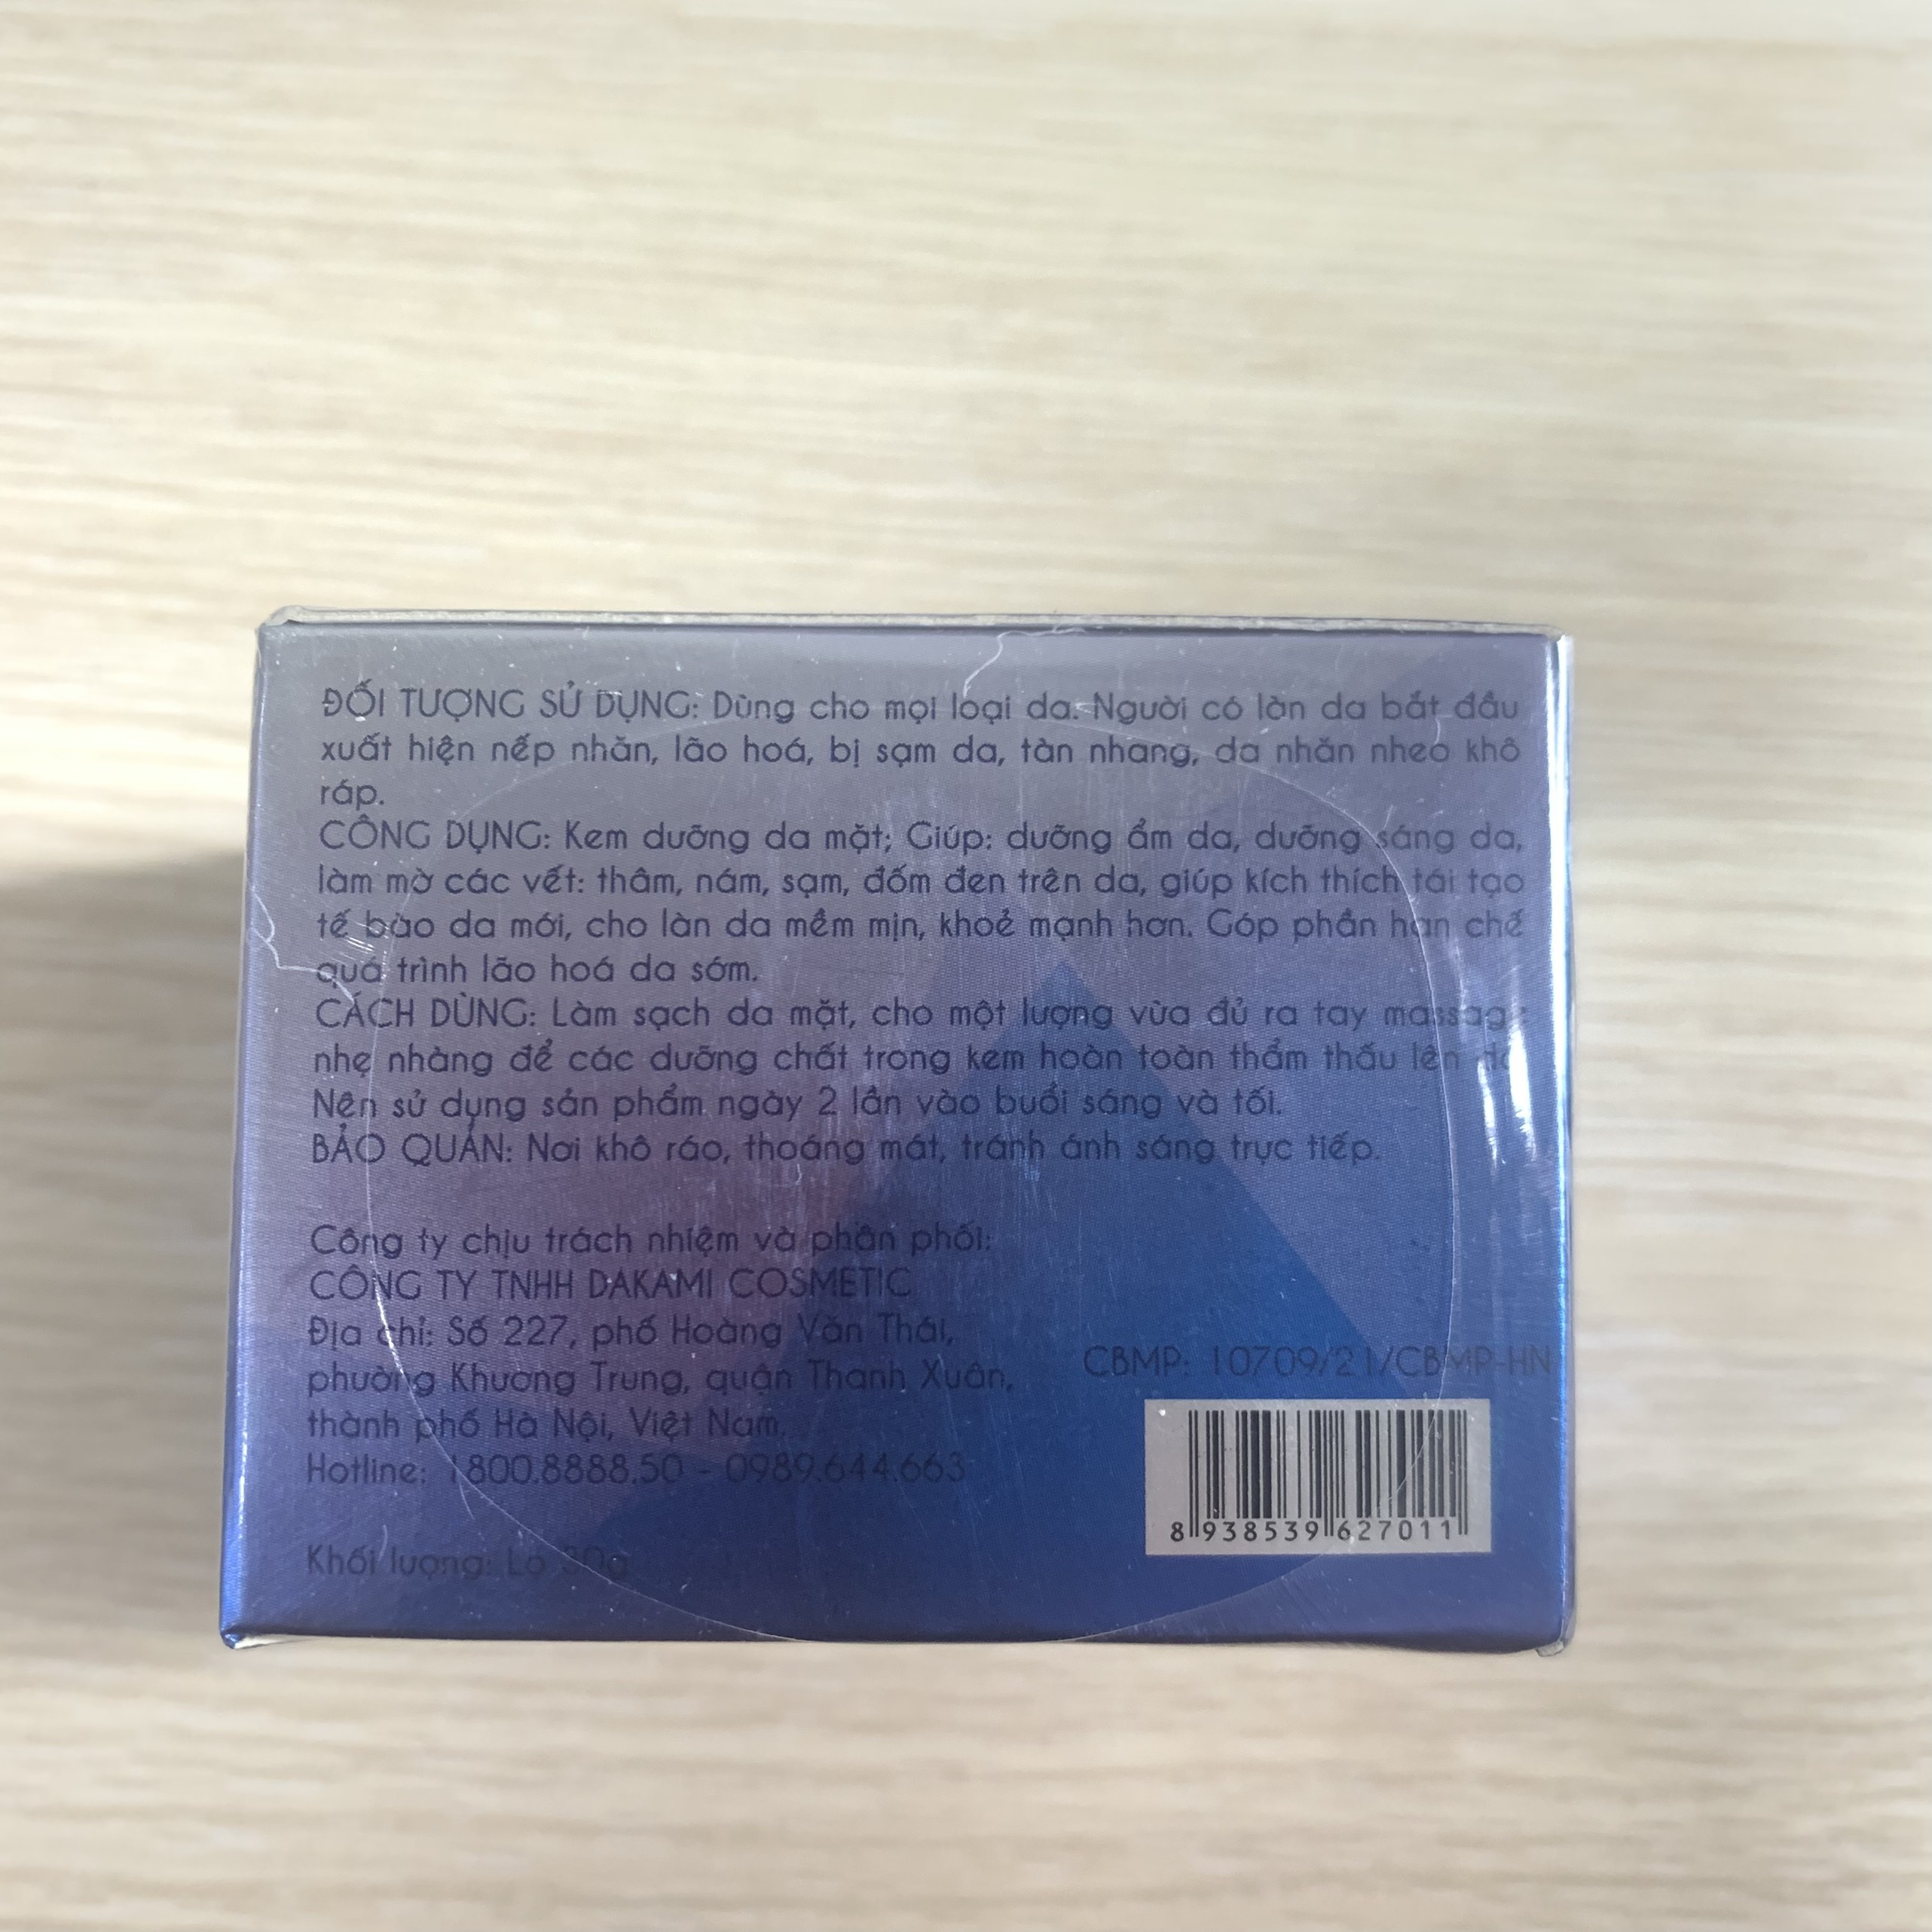 ĐỐI TƯỢNG SỬ DỤNG: Dùng cho mọi loại da. Người có làn da bắt đầu
xuất hiện nếp nhăn, lão hoá, bị sạm da, tàn nhang, da nhăn nheo khô
ráp.
CÔNG DỤNG: Kem dưỡng da mặt; Giúp: dưỡng ẩm da, dưỡng sáng da,
làm mờ các vết: thâm, nám, sạm, đốm đen trên da, giúp kích thích tái tạo
tế bào da mới, cho làn da mềm mịn, khoẻ mạnh hơn. Góp phần hạn chế
quá trình lão hoá da sớm.
CÁCH DÙNG: Làm sạch da mặt, cho một lượng vừa đủ ra tay massage
nhẹ nhàng để các dưỡng chất trong kem hoàn toàn thẩm thấu lên da
Nên sử dụng sản phẩm ngày 2 lần vào buổi sáng và tối.
BẢO QUẢN: Nơi khô ráo, thoáng mát, tránh ánh sáng trực tiếp.
Công ty chịu trách nhiệm và phân phối:
CÔNG TY TNHH DAKAMI COSMETIC
Địa chỉ: Số 227, phố Hoàng Văn Thái,
phường Khương Trung, quận Thanh Xuân,
thành phố Hà Nội, Việt Nam.
Hotline: 1800.8888.50 - 0989.644.663
Khối lượng: Lọ 30g
CBMP: 10709/21/CBMP-HN
8 938539 627011